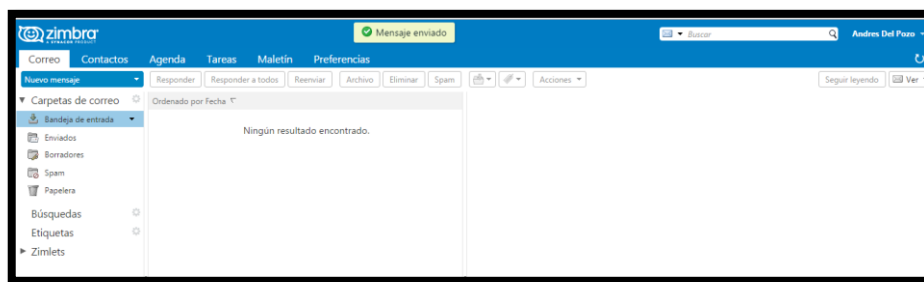 zimbra
A SYNACOR PRODUCT
Mensaje enviado
Buscar
Andres Del Pozo
Correo Contactos Agenda Tareas Maletín Preferencias
Nuevo mensaje Responder Responder a todos Reenviar Archivo Eliminar Spam Acciones Seguir leyendo Ver
Carpetas de correo
Ordenado por Fecha
Bandeja de entrada
Ningún resultado encontrado.
Enviados
Borradores
Spam
Papelera
Búsquedas
Etiquetas
Zimlets